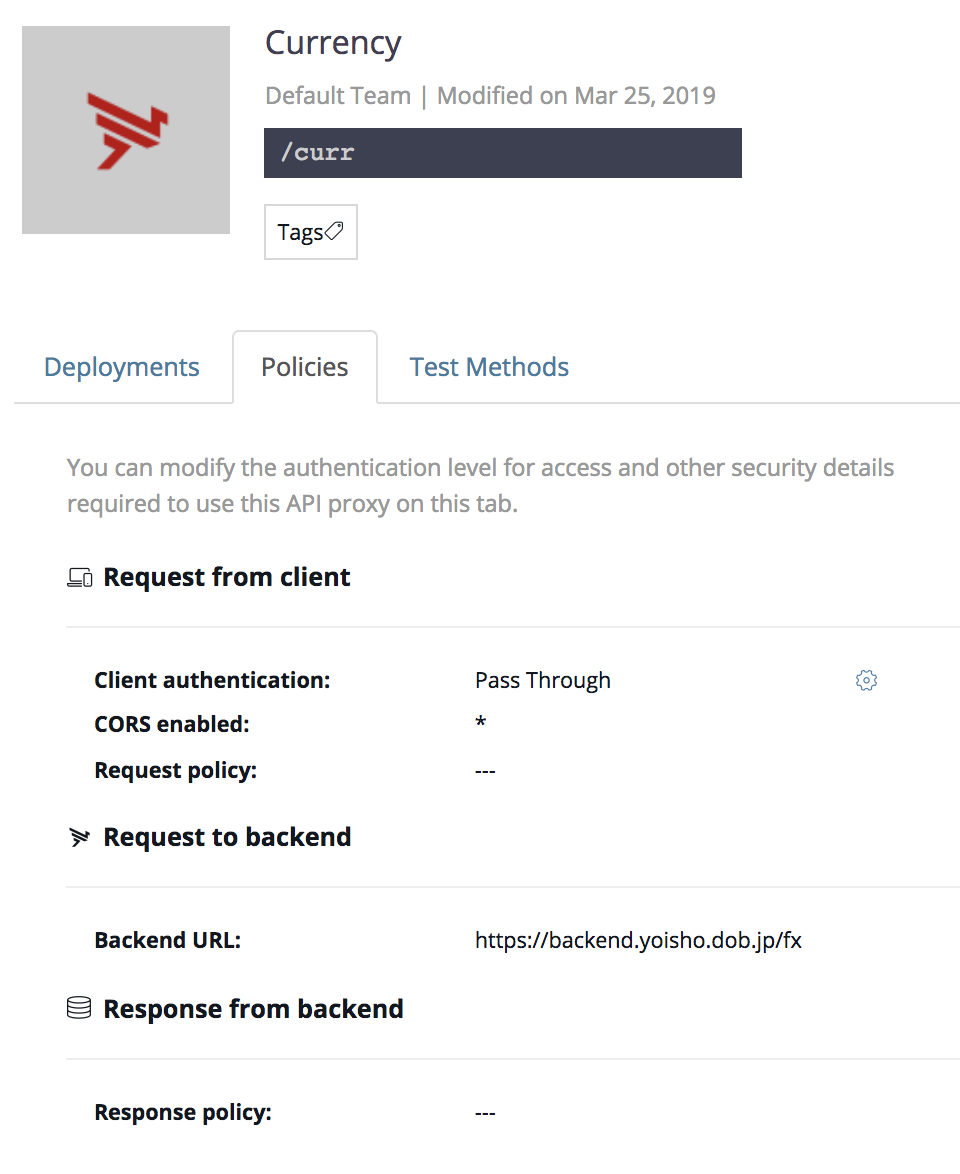 Currency
Default Team | Modified on Mar 25, 2019
/curr
Tags
Deployments
Policies
Test Methods
You can modify the authentication level for access and other security details
required to use this API proxy on this tab.
Request from client
Client authentication: Pass Through
CORS enabled: *
Request policy: ---
Request to backend
Backend URL: https://backend.yoisho.dob.jp/fx
Response from backend
Response policy: ---